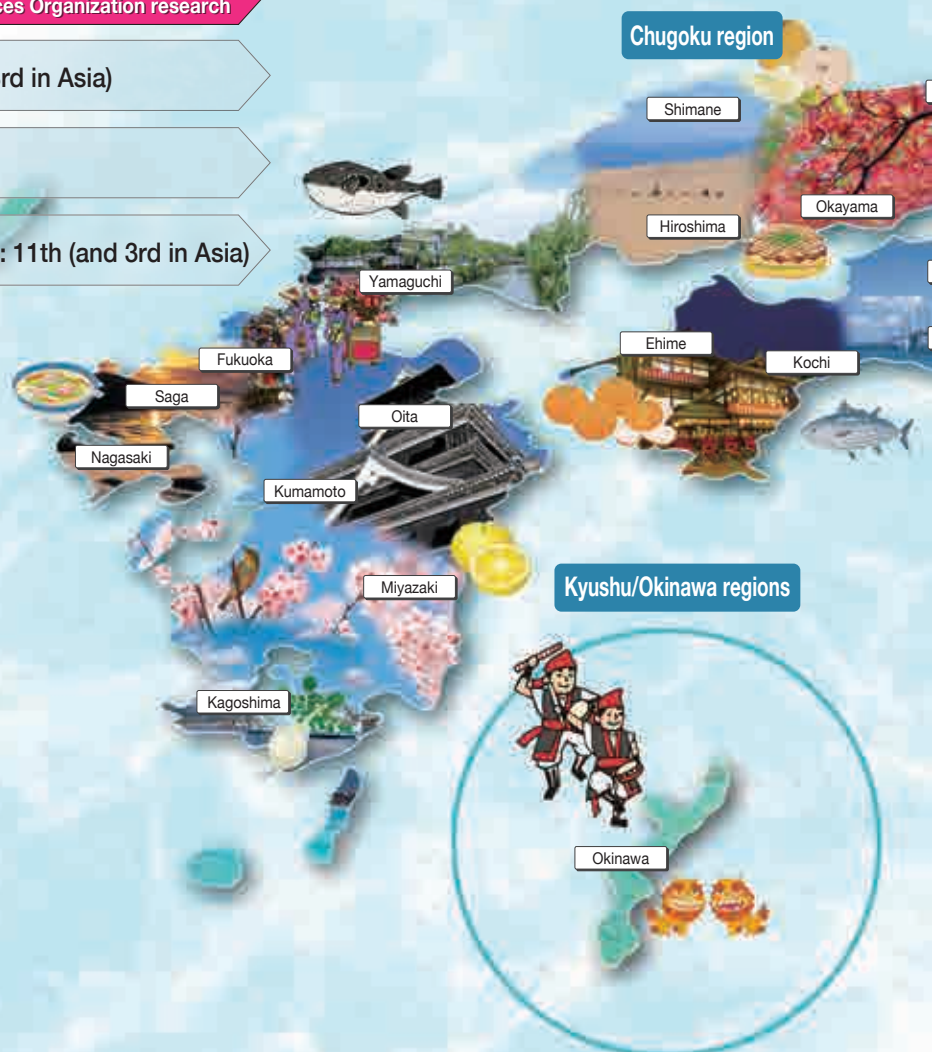 Organization research
rd in Asia)
: 11th (and 3rd in Asia)
Chugoku region
Shimane
Hiroshima
Okayama
Yamaguchi
Fukuoka
Saga
Nagasaki
Oita
Kumamoto
Ehime
Kochi
Miyazaki
Kagoshima
Kyushu/Okinawa regions
Okinawa